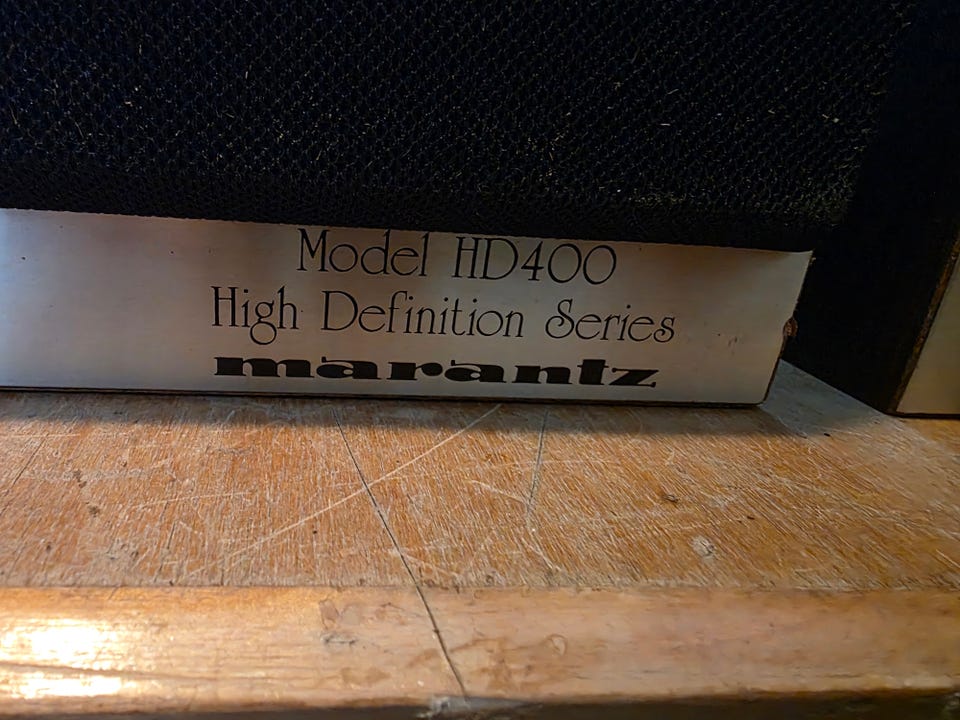 Model HD400
High Definition Series
marantz